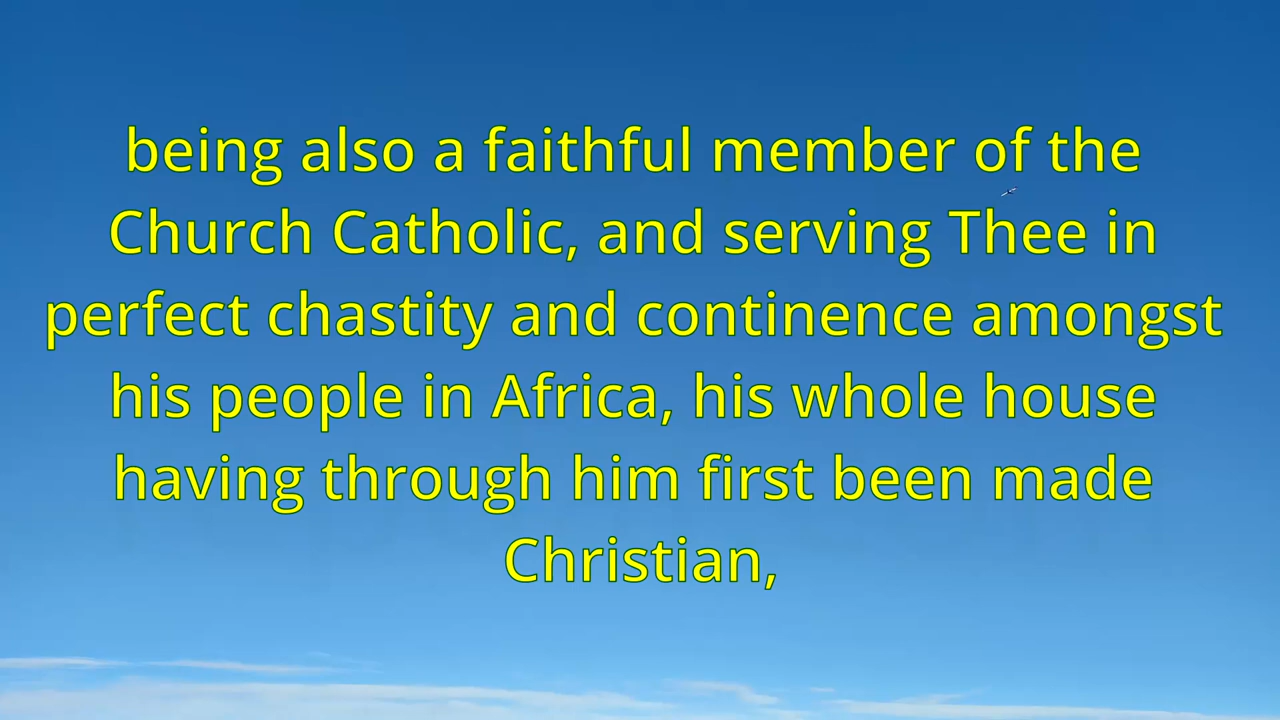 being also a faithful member of the
Church Catholic, and serving Thee in
perfect chastity and continence amongst
his people in Africa, his whole house
having through him first been made
Christian,